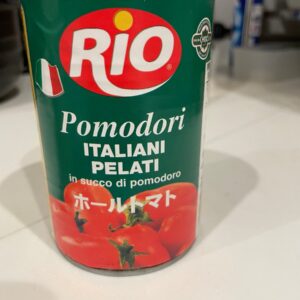 RIO
Pomodori
ITALIANI
PELATI
in succo di pomodoro
ホールトマト